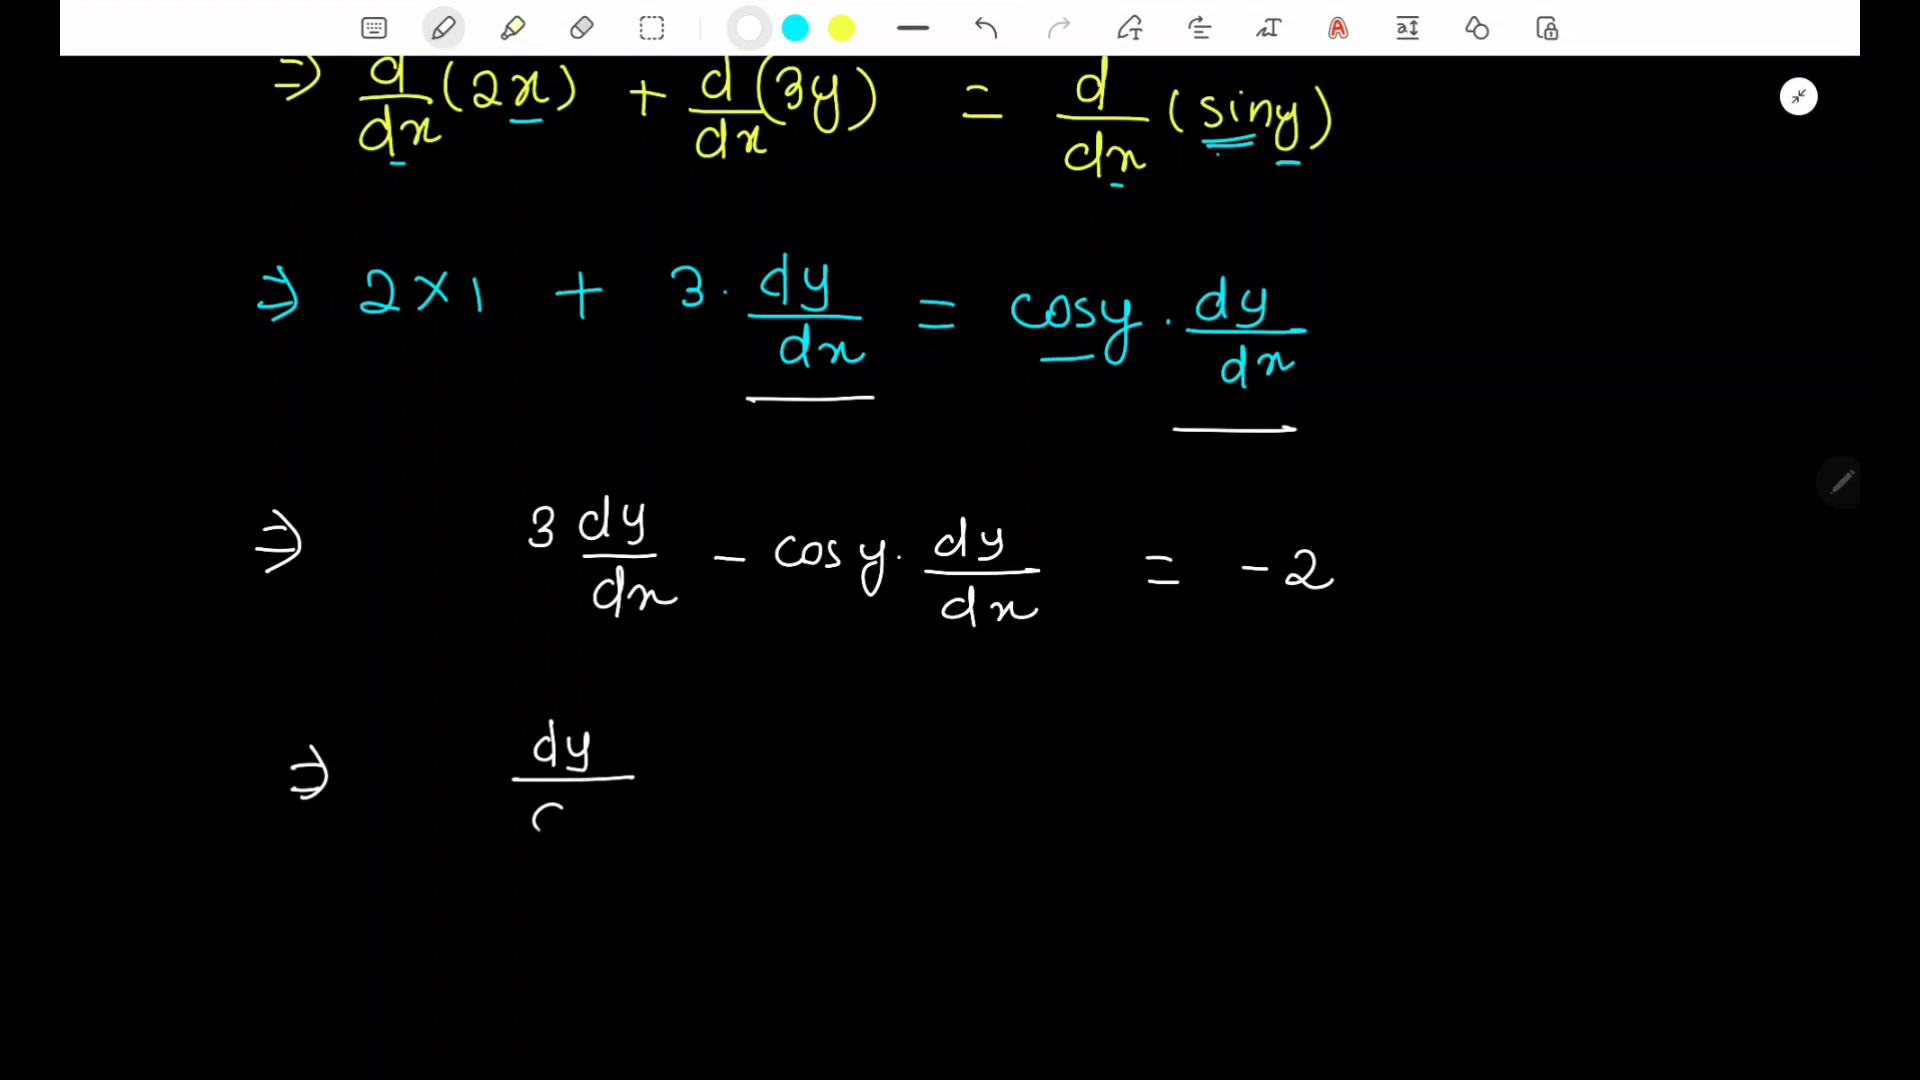 ⇒ d/dx (2x) + d/dx (3y) = d/dx (siny)
⇒ 2×1 + 3. dy/dx = cosy . dy/dx
⇒ 3 dy/dx - cosy. dy/dx = -2
⇒ dy